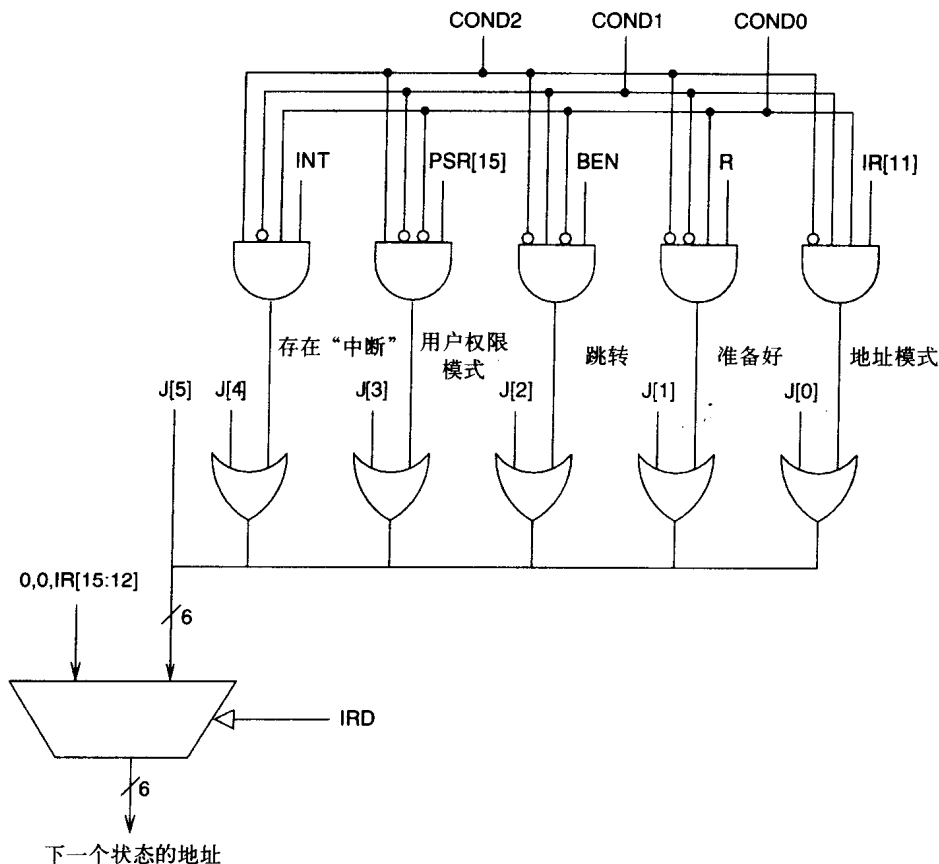 COND2
COND1
COND0
INT
PSR[15]
BEN
R
IR[11]
存在“中断”
用户权限
模式
跳转
准备好
地址模式
J[5]
J[4]
J[3]
J[2]
J[1]
J[0]
0,0,IR[15:12]
6
IRD
6
下一个状态的地址